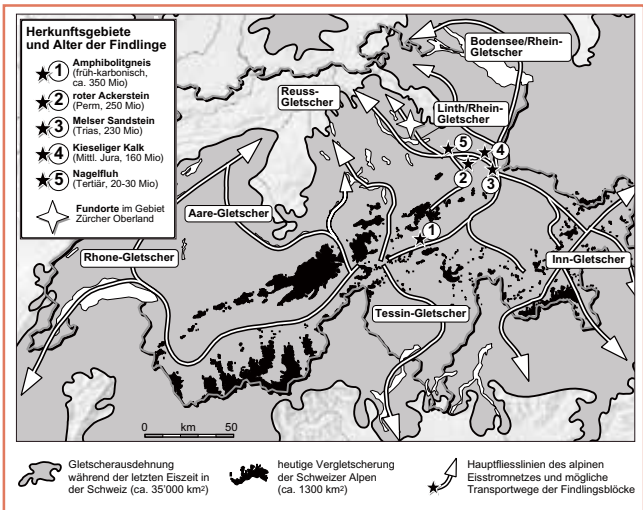 Herkunftsgebiete
und Alter der Findlinge
1 Amphibolitgneis
(früh-karbonisch,
ca. 350 Mio)
2 roter Ackerstein
(Perm, 250 Mio)
3 Melser Sandstein
(Trias, 230 Mio)
4 Kieseliger Kalk
(Mittl. Jura, 160 Mio)
5 Nagelfluh
(Tertiär, 20-30 Mio)
Fundorte im Gebiet
Zürcher Oberland
Bodensee/Rhein-
Gletscher
Reuss-
Gletscher
Linth/Rhein-
Gletscher
5
4
2
3
1
Aare-Gletscher
Rhone-Gletscher
Inn-Gletscher
Tessin-Gletscher
0 km 50
Gletscherausdehnung
während der letzten Eiszeit in
der Schweiz (ca. 35'000 km²)
heutige Vergletscherung
der Schweizer Alpen
(ca. 1300 km²)
Hauptfliesslinien des alpinen
Eisstromnetzes und mögliche
Transportwege der Findlingsblöcke